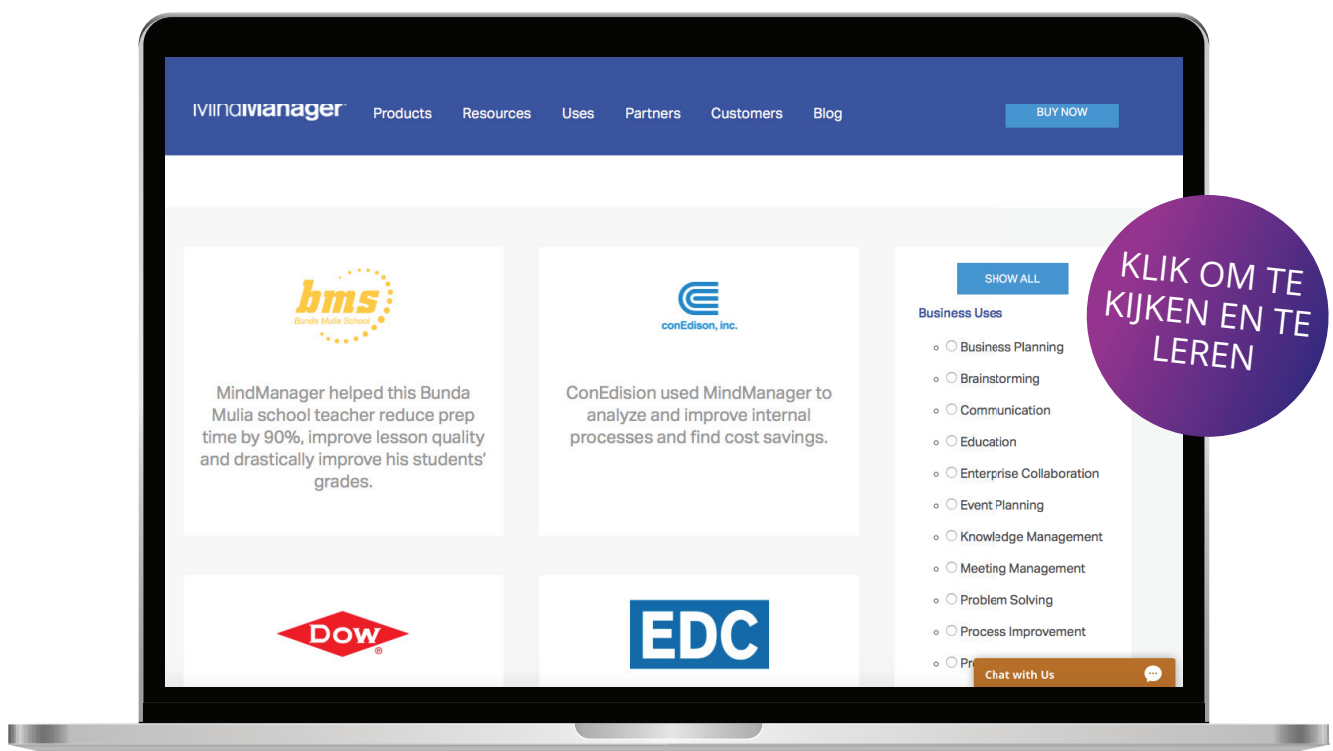 MindManager
Products Resources Uses Partners Customers Blog
BUY NOW
bms
Bunda Mulia School
MindManager helped this Bunda
Mulia school teacher reduce prep
time by 90%, improve lesson quality
and drastically improve his students'
grades.
conEdison, inc.
ConEdision used MindManager to
analyze and improve internal
processes and find cost savings.
DOW
EDC
SHOW ALL
Business Uses
Business Planning
Brainstorming
Communication
Education
Enterprise Collaboration
Event Planning
Knowledge Management
Meeting Management
Problem Solving
Process Improvement
Chat with Us
KLIK OM TE
KIJKEN EN TE
LEREN